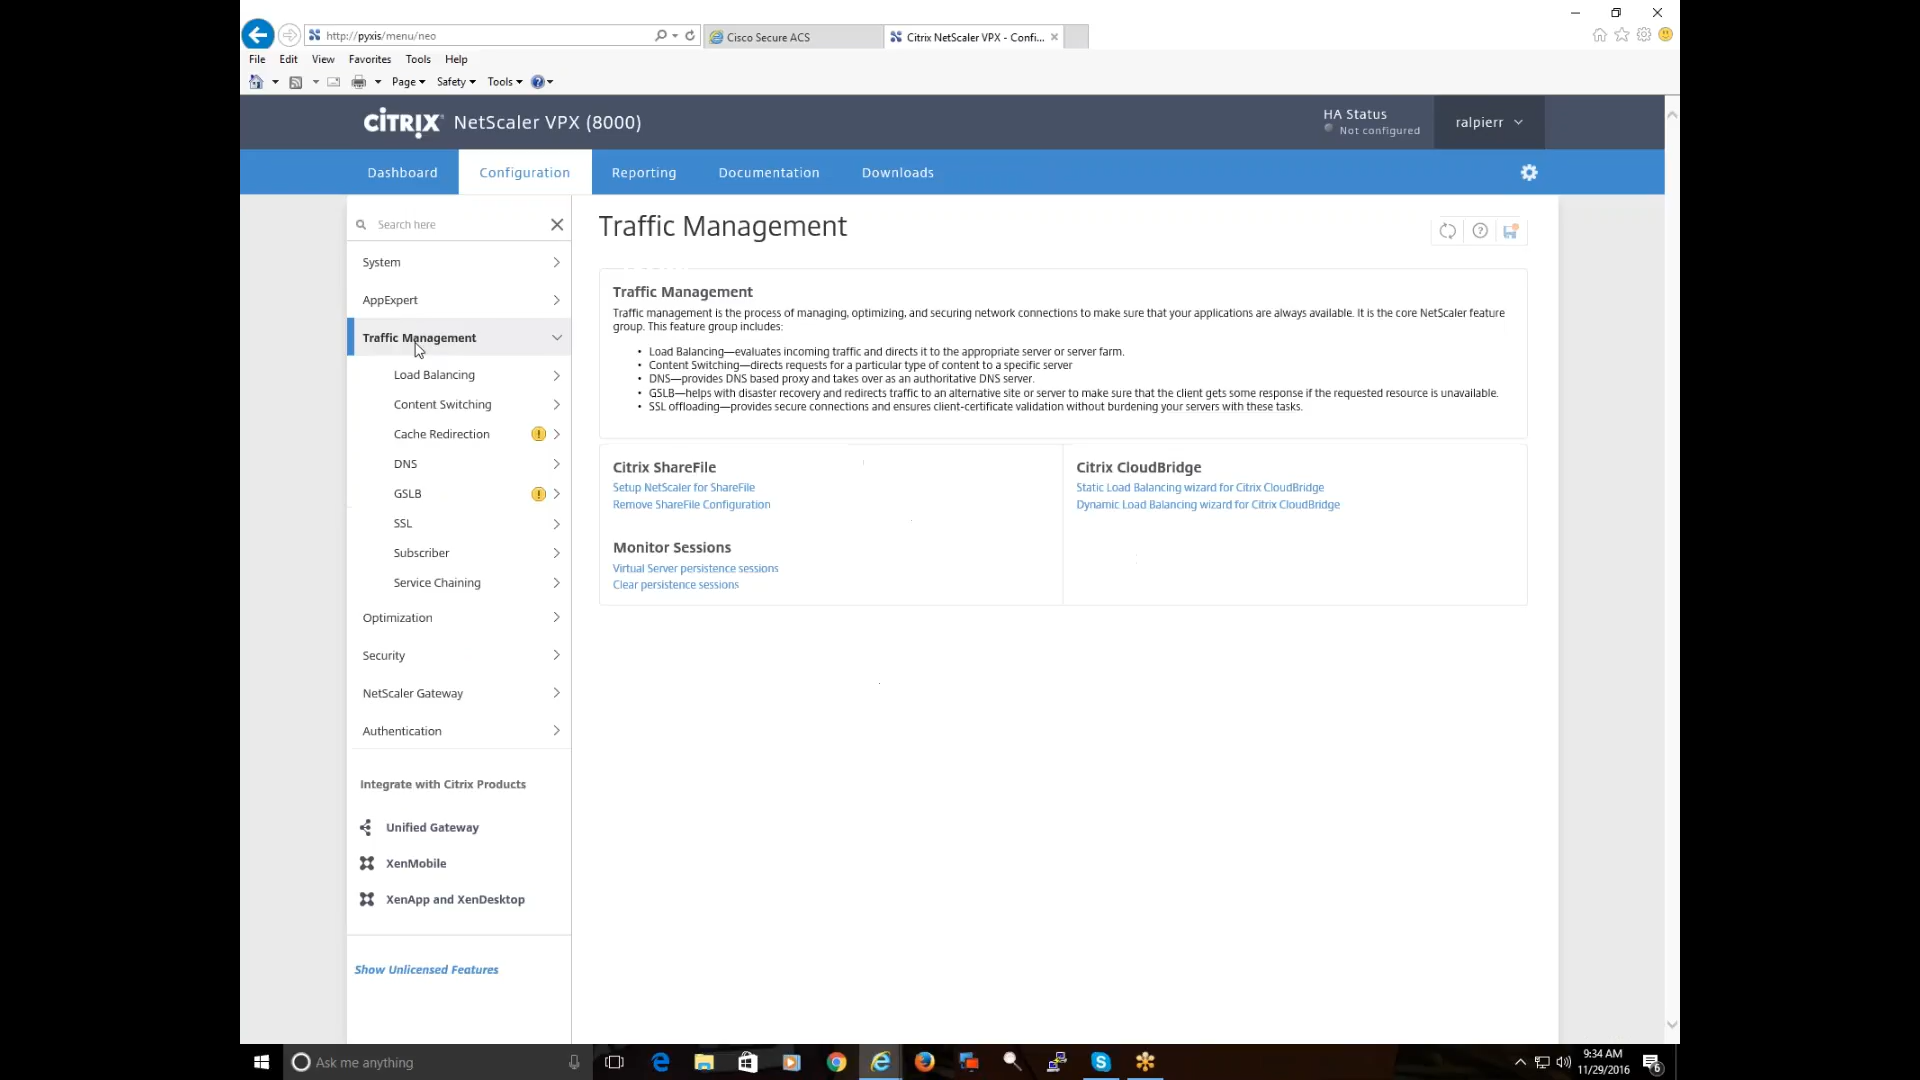 http://pyxis/menu/neo
Cisco Secure ACS
Citrix NetScaler VPX - Confi...
File Edit View Favorites Tools Help
Page Safety Tools
CİTRIX NetScaler VPX (8000)
HA Status
Not configured
ralpierr
Dashboard Configuration Reporting Documentation Downloads
Search here
System
AppExpert
Traffic Management
Load Balancing
Content Switching
Cache Redirection
DNS
GSLB
SSL
Subscriber
Service Chaining
Optimization
Security
NetScaler Gateway
Authentication
Integrate with Citrix Products
Unified Gateway
XenMobile
XenApp and XenDesktop
Show Unlicensed Features
Traffic Management
Traffic Management
Traffic management is the process of managing, optimizing, and securing network connections to make sure that your applications are always available. It is the core NetScaler feature
group. This feature group includes:
• Load Balancing—evaluates incoming traffic and directs it to the appropriate server or server farm.
• Content Switching—directs requests for a particular type of content to a specific server
• DNS—provides DNS based proxy and takes over as an authoritative DNS server.
• GSLB—helps with disaster recovery and redirects traffic to an alternative site or server to make sure that the client gets some response if the requested resource is unavailable.
• SSL offloading—provides secure connections and ensures client-certificate validation without burdening your servers with these tasks.
Citrix ShareFile
Setup NetScaler for ShareFile
Remove ShareFile Configuration
Monitor Sessions
Virtual Server persistence sessions
Clear persistence sessions
Citrix CloudBridge
Static Load Balancing wizard for Citrix CloudBridge
Dynamic Load Balancing wizard for Citrix CloudBridge
Ask me anything
9:34 AM
11/29/2016
6